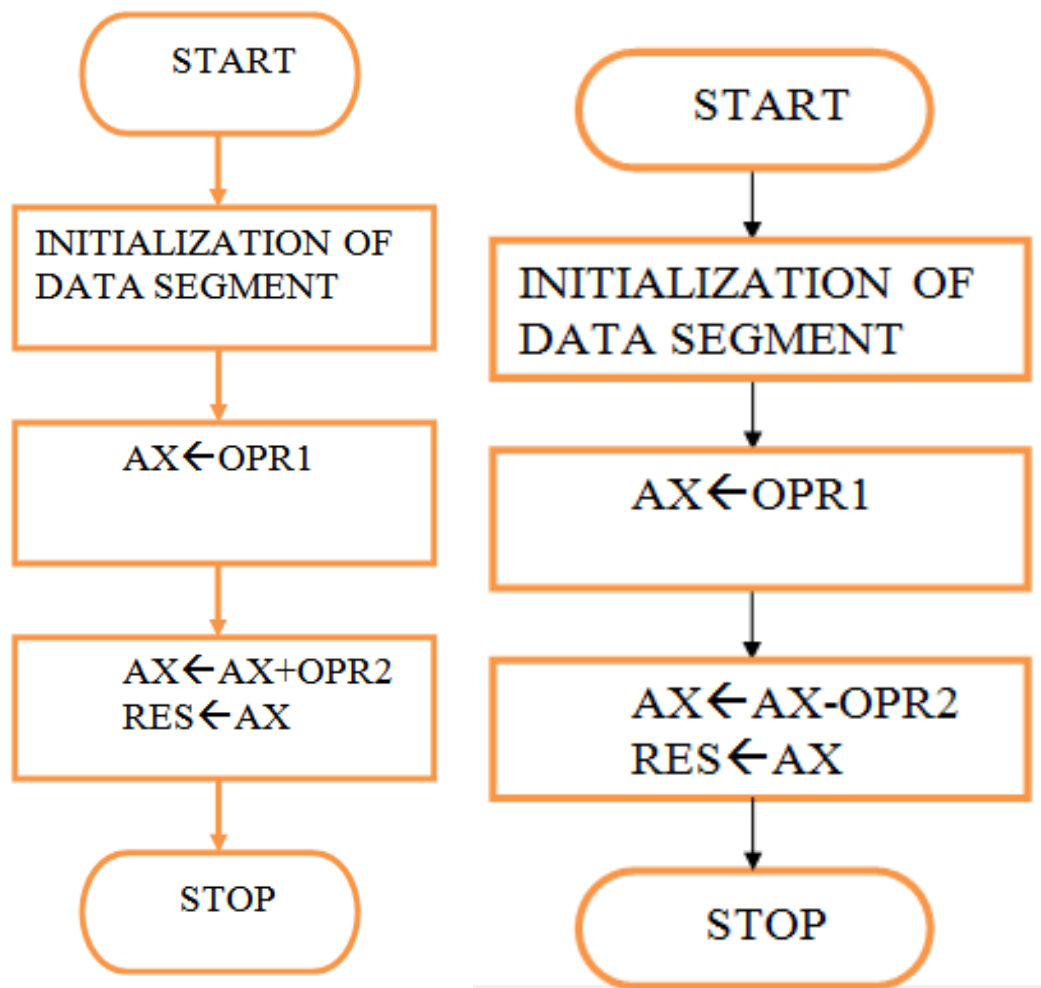 START
INITIALIZATION OF
DATA SEGMENT
AX←OPR1
AX←AX+OPR2
RES←AX
STOP
START
INITIALIZATION OF
DATA SEGMENT
AX←OPR1
AX←AX-OPR2
RES←AX
STOP